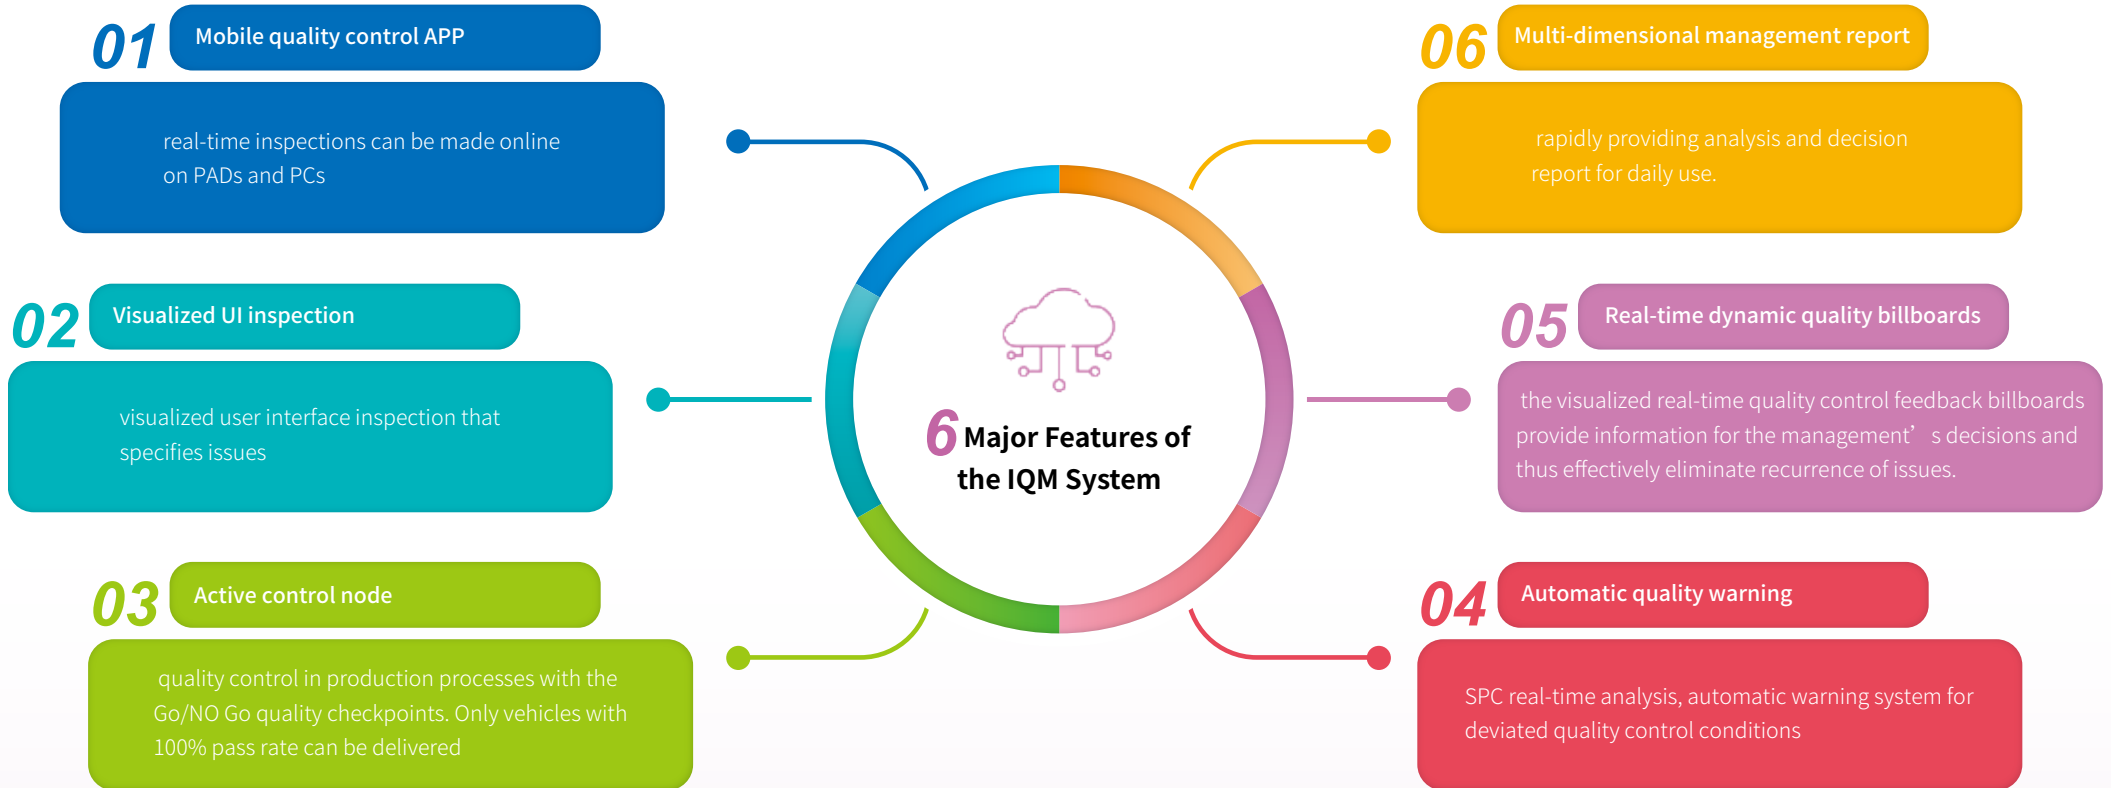 01
Mobile quality control APP
real-time inspections can be made online
on PADs and PCs
02
Visualized UI inspection
visualized user interface inspection that
specifies issues
03
Active control node
quality control in production processes with the
Go/NO Go quality checkpoints. Only vehicles with
100% pass rate can be delivered
6 Major Features of
the IQM System
06
Multi-dimensional management report
rapidly providing analysis and decision
report for daily use.
05
Real-time dynamic quality billboards
the visualized real-time quality control feedback billboards
provide information for the management’ s decisions and
thus effectively eliminate recurrence of issues.
04
Automatic quality warning
SPC real-time analysis, automatic warning system for
deviated quality control conditions